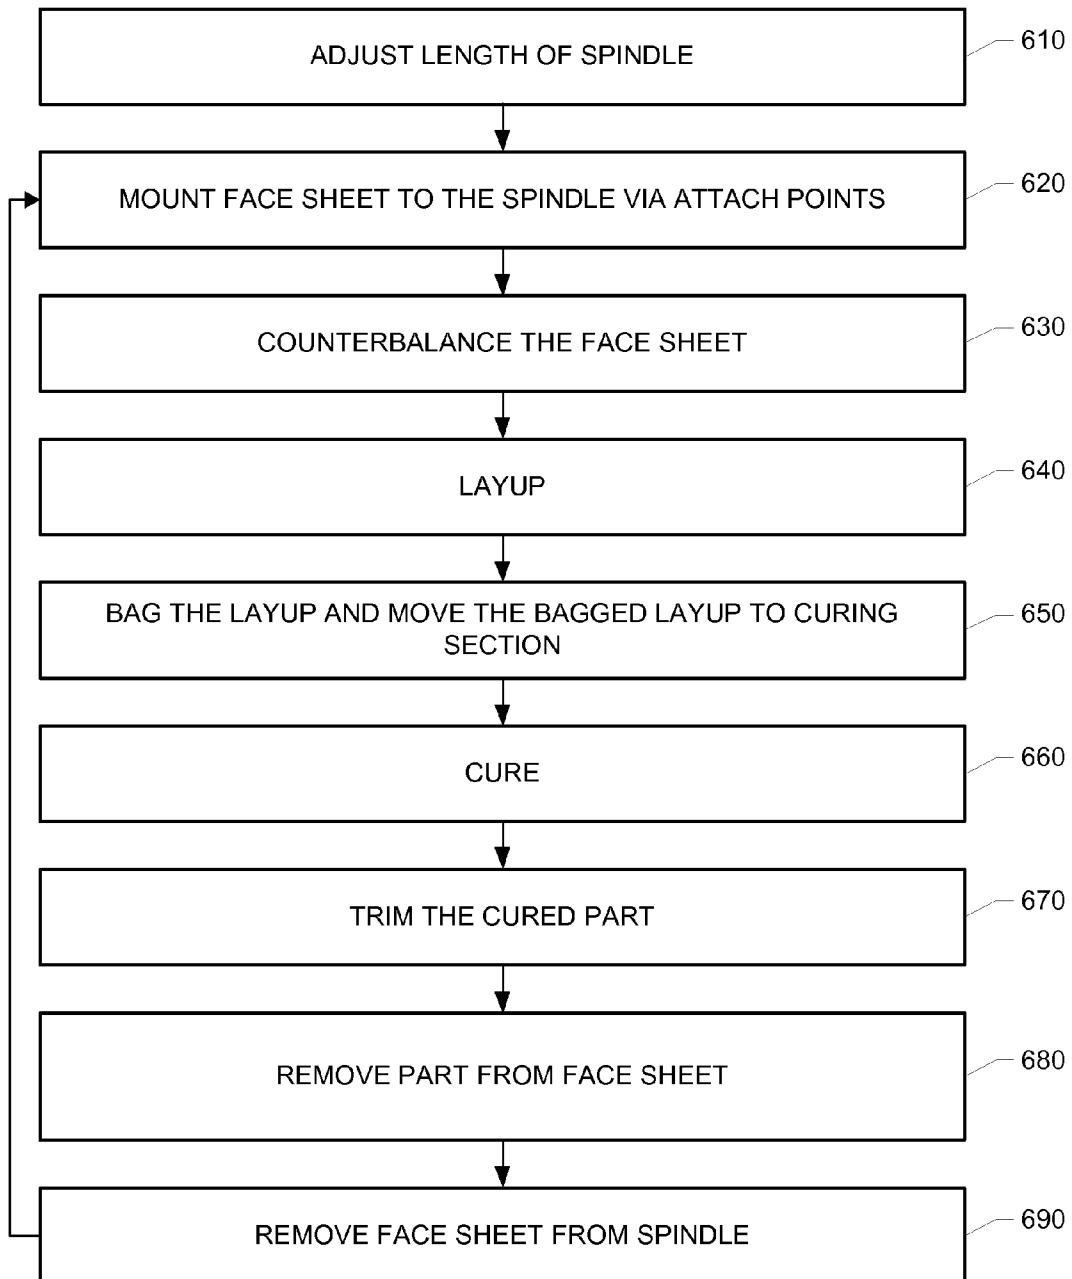 ADJUST LENGTH OF SPINDLE
610
MOUNT FACE SHEET TO THE SPINDLE VIA ATTACH POINTS
620
COUNTERBALANCE THE FACE SHEET
630
LAYUP
640
BAG THE LAYUP AND MOVE THE BAGGED LAYUP TO CURING
SECTION
650
CURE
660
TRIM THE CURED PART
670
REMOVE PART FROM FACE SHEET
680
REMOVE FACE SHEET FROM SPINDLE
690